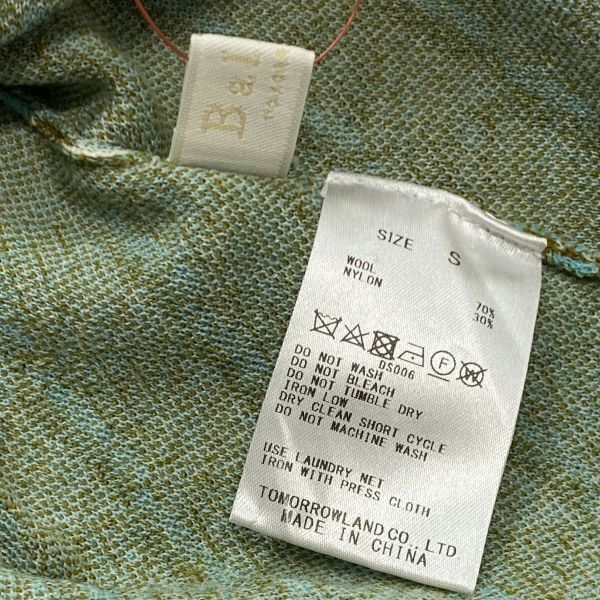 Bal
SIZE S
WOOL 70%
NYLON 30%
F W
DS006
DO NOT WASH
DO NOT BLEACH
DO NOT TUMBLE DRY
IRON LOW
DRY CLEAN SHORT CYCLE
DO NOT MACHINE WASH
USE LAUNDRY NET
IRON WITH PRESS CLOTH
TOMORROWLAND CO., LTD.
MADE IN CHINA